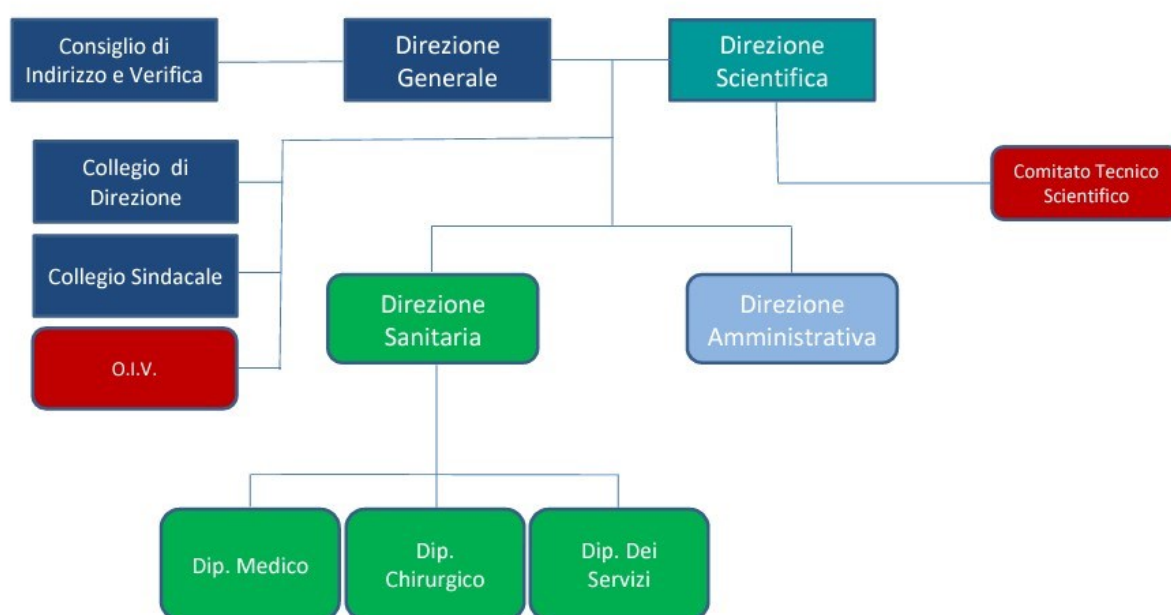 Consiglio di
Indirizzo e Verifica
Direzione
Generale
Direzione
Scientifica
Collegio di
Direzione
Comitato Tecnico
Scientifico
Collegio Sindacale
O.I.V.
Direzione
Sanitaria
Direzione
Amministrativa
Dip. Medico
Dip.
Chirurgico
Dip. Dei
Servizi